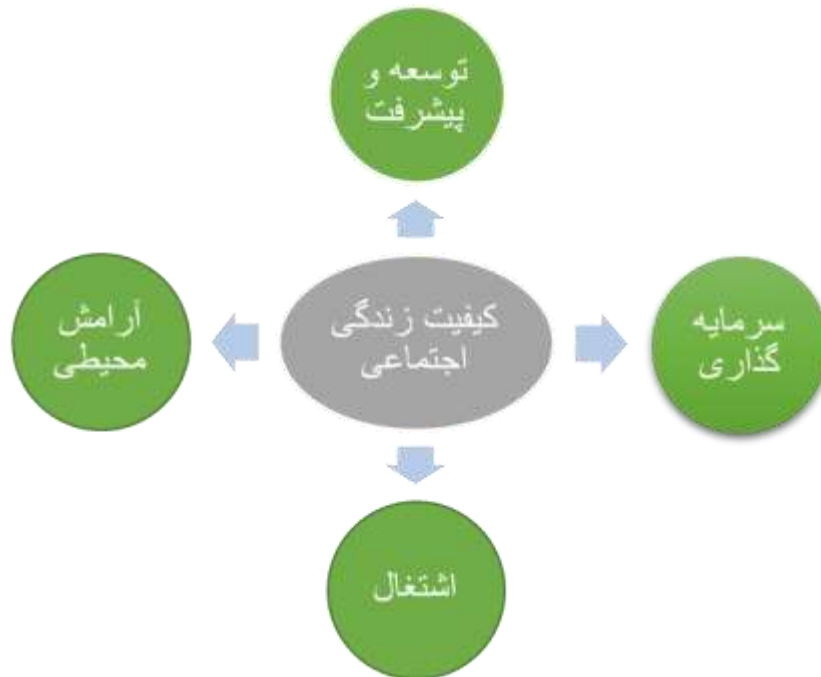 توسعه و
پیشرفت
سرمایه
گذاری
کیفیت زندگی
اجتماعی
آرامش
محیطی
اشتغال